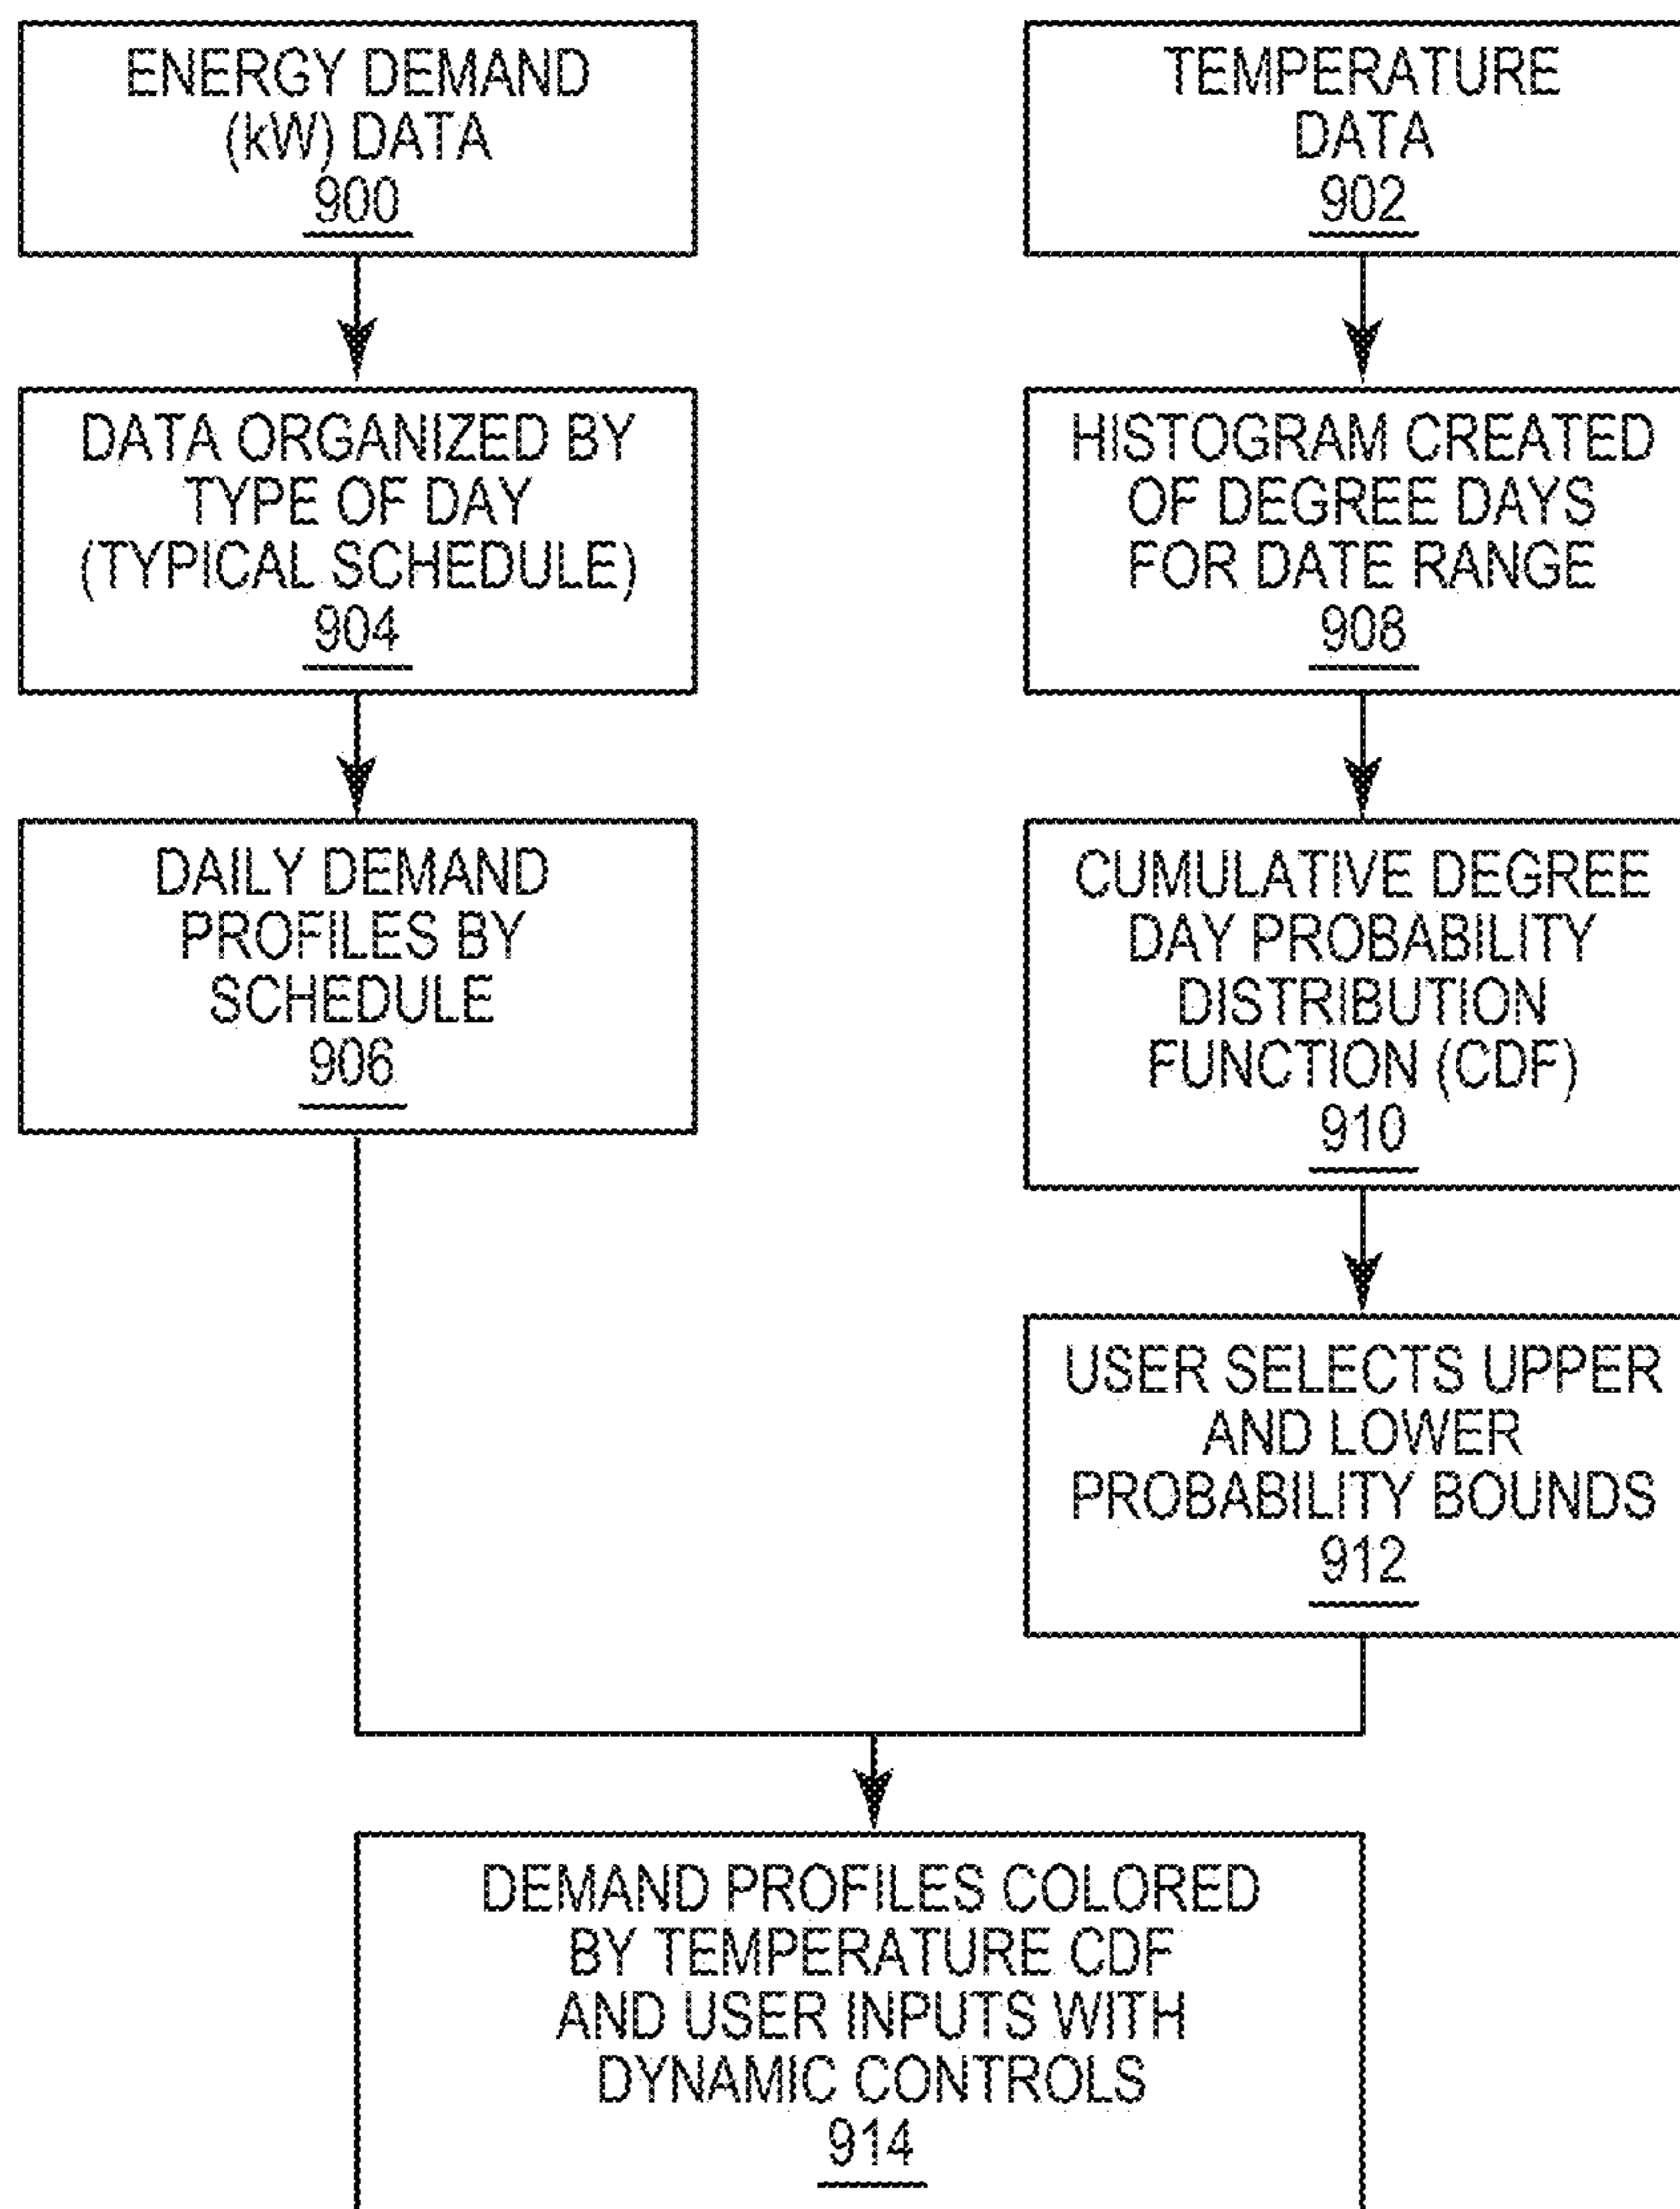 ENERGY DEMAND
(kW) DATA
900
TEMPERATURE
DATA
902
DATA ORGANIZED BY
TYPE OF DAY
(TYPICAL SCHEDULE)
904
HISTOGRAM CREATED
OF DEGREE DAYS
FOR DATE RANGE
908
DAILY DEMAND
PROFILES BY
SCHEDULE
906
CUMULATIVE DEGREE
DAY PROBABILITY
DISTRIBUTION
FUNCTION (CDF)
910
USER SELECTS UPPER
AND LOWER
PROBABILITY BOUNDS
912
DEMAND PROFILES COLORED
BY TEMPERATURE CDF
AND USER INPUTS WITH
DYNAMIC CONTROLS
914